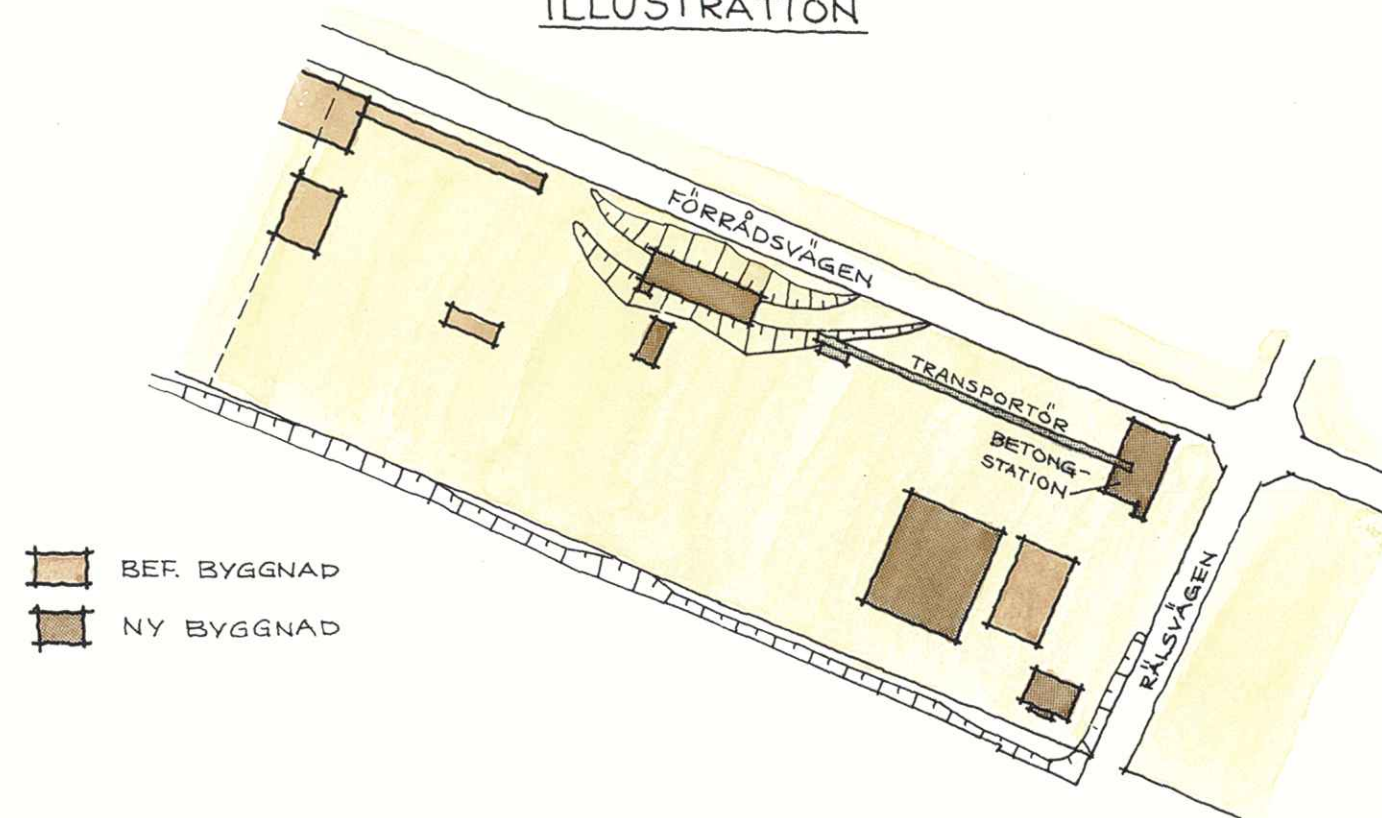 ILLUSTRATION
FÖRRÅDSVÄGEN
TRANSPORTÖR
BETONG-
STATION
RÄLSVÄGEN
BEF. BYGGNAD
NY BYGGNAD